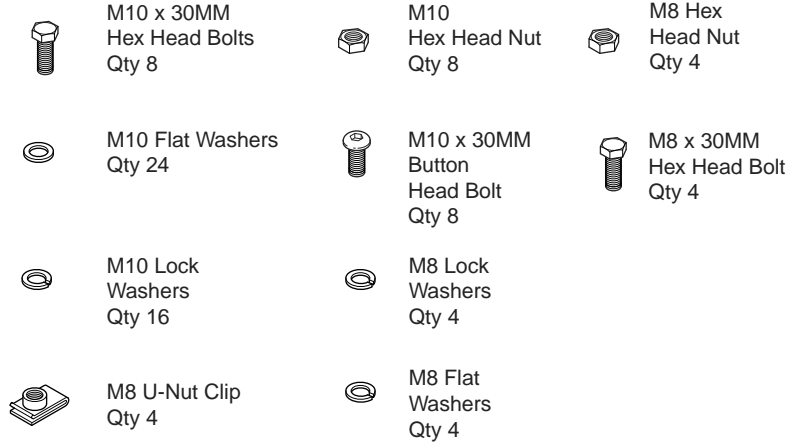 M10 x 30MM
Hex Head Bolts
Qty 8
M10
Hex Head Nut
Qty 8
M8 Hex
Head Nut
Qty 4
M10 Flat Washers
Qty 24
M10 x 30MM
Button
Head Bolt
Qty 8
M8 x 30MM
Hex Head Bolt
Qty 4
M10 Lock
Washers
Qty 16
M8 Lock
Washers
Qty 4
M8 U-Nut Clip
Qty 4
M8 Flat
Washers
Qty 4